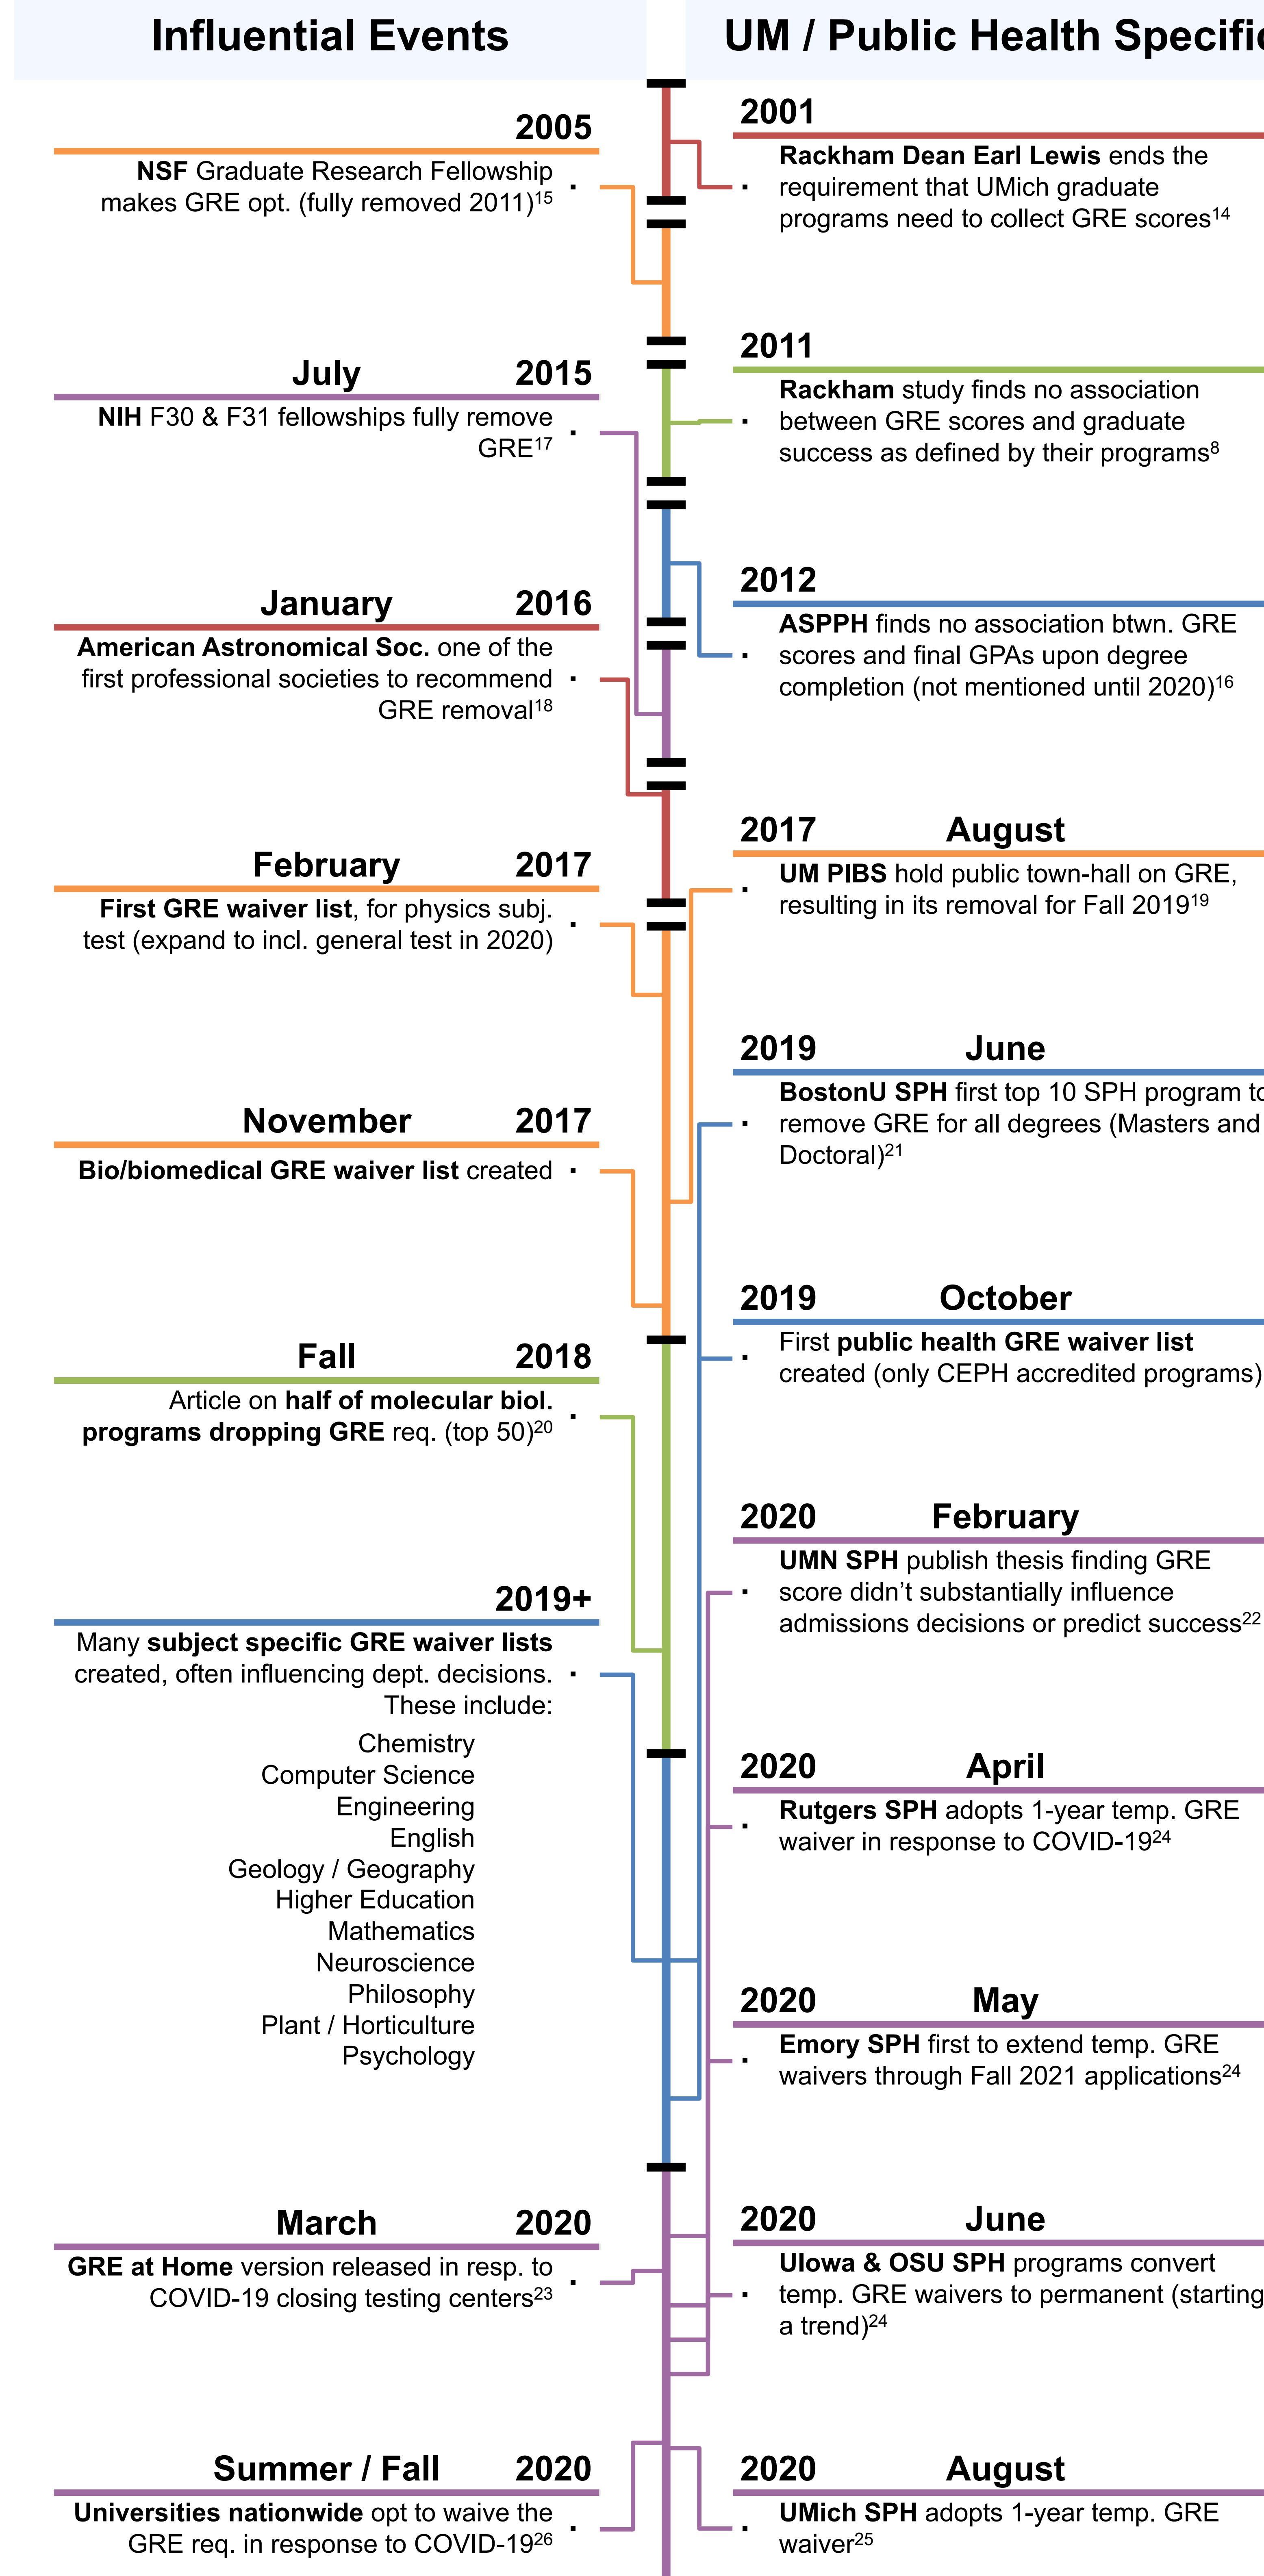 Influential Events
2005
NSF Graduate Research Fellowship
makes GRE opt. (fully removed 2011)15
July 2015
NIH F30 & F31 fellowships fully remove
GRE17
January 2016
American Astronomical Soc. one of the
first professional societies to recommend
GRE removal18
February 2017
First GRE waiver list, for physics subj.
test (expand to incl. general test in 2020)
November 2017
Bio/biomedical GRE waiver list created
Fall 2018
Article on half of molecular biol.
programs dropping GRE req. (top 50)20
2019+
Many subject specific GRE waiver lists
created, often influencing dept. decisions.
These include:
Chemistry
Computer Science
Engineering
English
Geology / Geography
Higher Education
Mathematics
Neuroscience
Philosophy
Plant / Horticulture
Psychology
March 2020
GRE at Home version released in resp. to
COVID-19 closing testing centers23
Summer / Fall 2020
Universities nationwide opt to waive the
GRE req. in response to COVID-1926
UM / Public Health Specific
2001
Rackham Dean Earl Lewis ends the
requirement that UMich graduate
programs need to collect GRE scores14
2011
Rackham study finds no association
between GRE scores and graduate
success as defined by their programs8
2012
ASPPH finds no association btwn. GRE
scores and final GPAs upon degree
completion (not mentioned until 2020)16
2017 August
UM PIBS hold public town-hall on GRE,
resulting in its removal for Fall 201919
2019 June
BostonU SPH first top 10 SPH program to
remove GRE for all degrees (Masters and
Doctoral)21
2019 October
First public health GRE waiver list
created (only CEPH accredited programs)
2020 February
UMN SPH publish thesis finding GRE
score didn’t substantially influence
admissions decisions or predict success22
2020 April
Rutgers SPH adopts 1-year temp. GRE
waiver in response to COVID-1924
2020 May
Emory SPH first to extend temp. GRE
waivers through Fall 2021 applications24
2020 June
UIowa & OSU SPH programs convert
temp. GRE waivers to permanent (starting
a trend)24
2020 August
UMich SPH adopts 1-year temp. GRE
waiver25